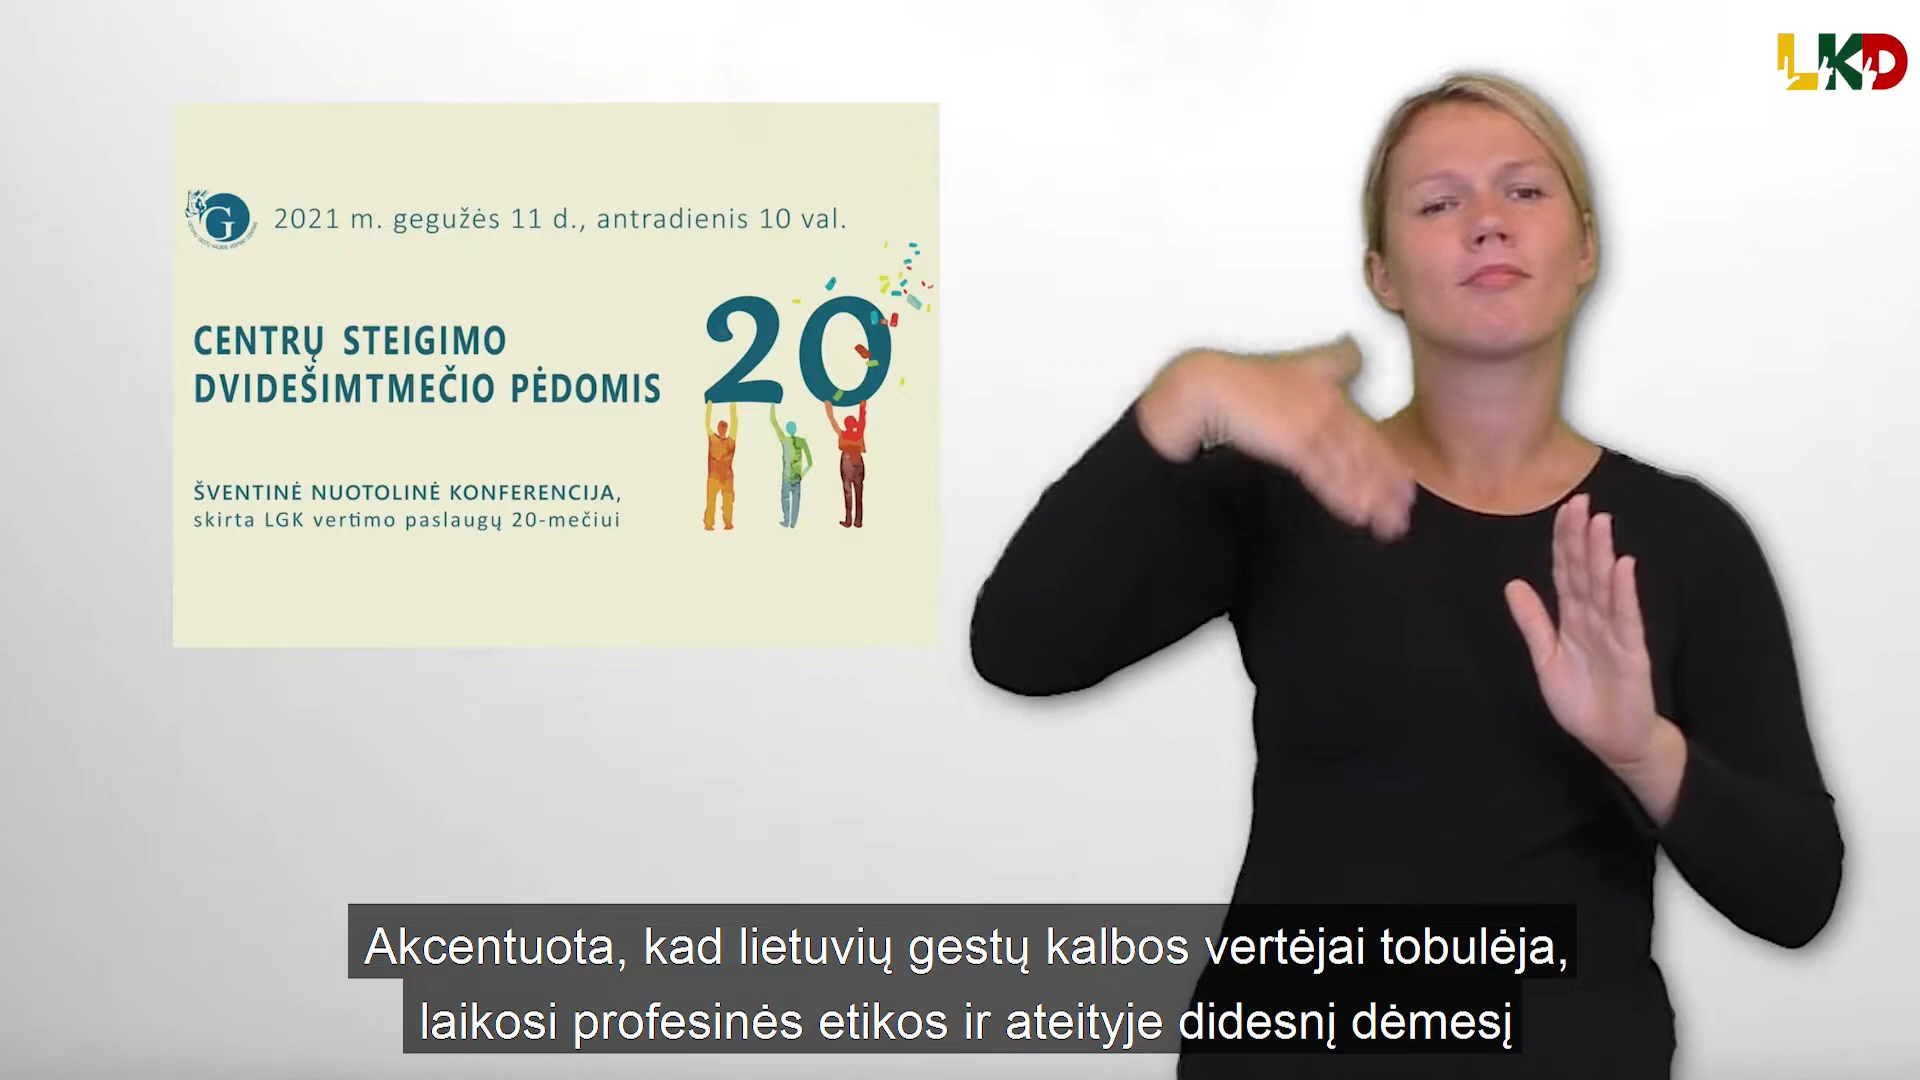 LKD
2021 m. gegužės 11 d., antradienis 10 val.
G
CENTRŲ STEIGIMO
DVIDEŠIMTMEČIO PĖDOMIS
20
ŠVENTINĖ NUOTOLINĖ KONFERENCIJA,
skirta LGK vertimo paslaugų 20-mečiui
Akcentuota, kad lietuvių gestų kalbos vertėjai tobulėja,
laikosi profesinės etikos ir ateityje didesnį dėmesį